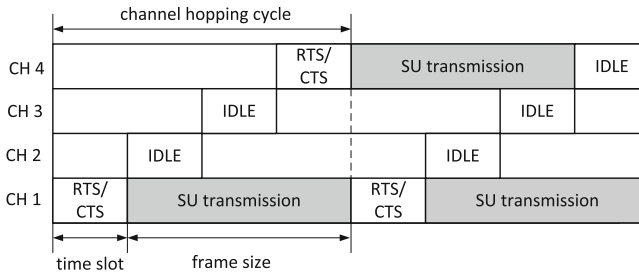 channel hopping cycle
CH 4
RTS/
CTS
SU transmission
IDLE
CH 3
IDLE
IDLE
CH 2
IDLE
IDLE
CH 1
RTS/
CTS
SU transmission
RTS/
CTS
SU transmission
time slot
frame size